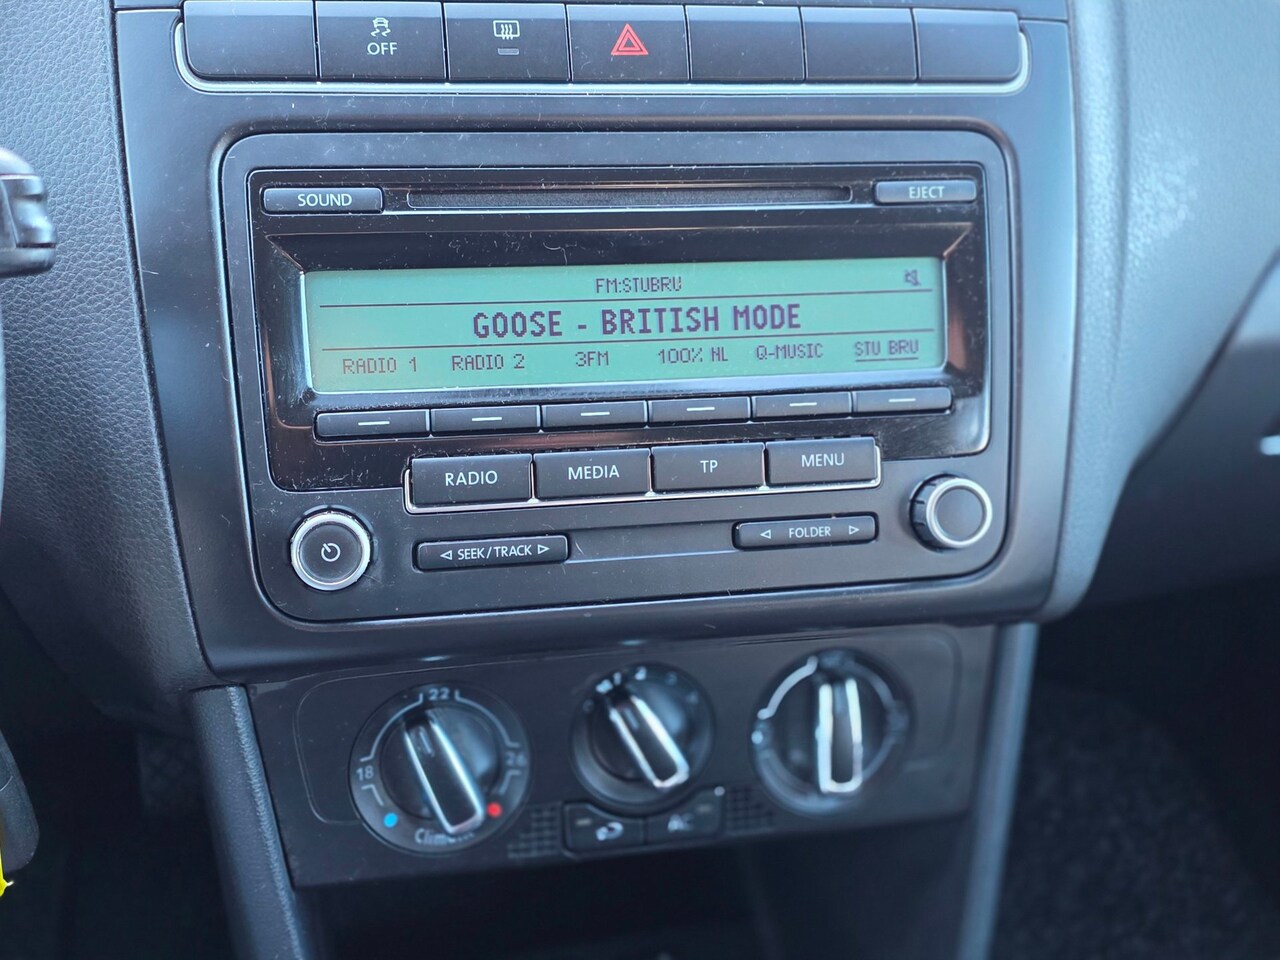 OFF
SOUND
EJECT
FM:STUBRU
GOOSE - BRITISH MODE
RADIO 1 RADIO 2 3FM 100% NL Q-MUSIC STU BRU
RADIO MEDIA TP MENU
SEEK/TRACK FOLDER
22
18 26
Climatic